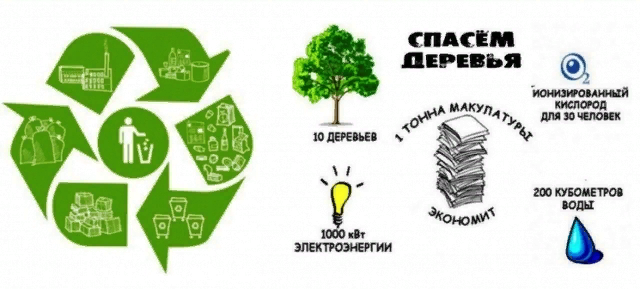 СПАСЁМ
ДЕРЕВЬЯ
10 ДЕРЕВЬЕВ
1 ТОННА МАКУЛАТУРЫ
ЭКОНОМИТ
O2
ИОНИЗИРОВАННЫЙ
КИСЛОРОД
ДЛЯ 30 ЧЕЛОВЕК
1000 кВт
ЭЛЕКТРОЭНЕРГИИ
200 КУБОМЕТРОВ
ВОДЫ